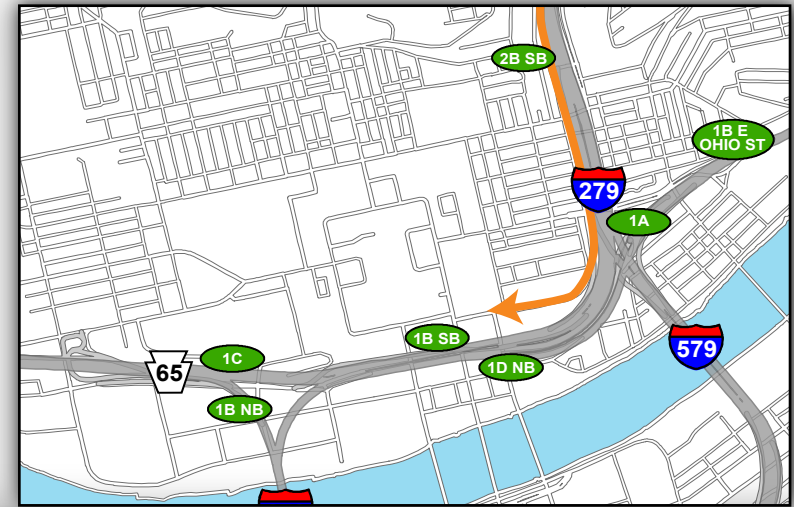 2B SB
1B E
OHIO ST
279
1A
1B SB
579
1C
1D NB
65
1B NB